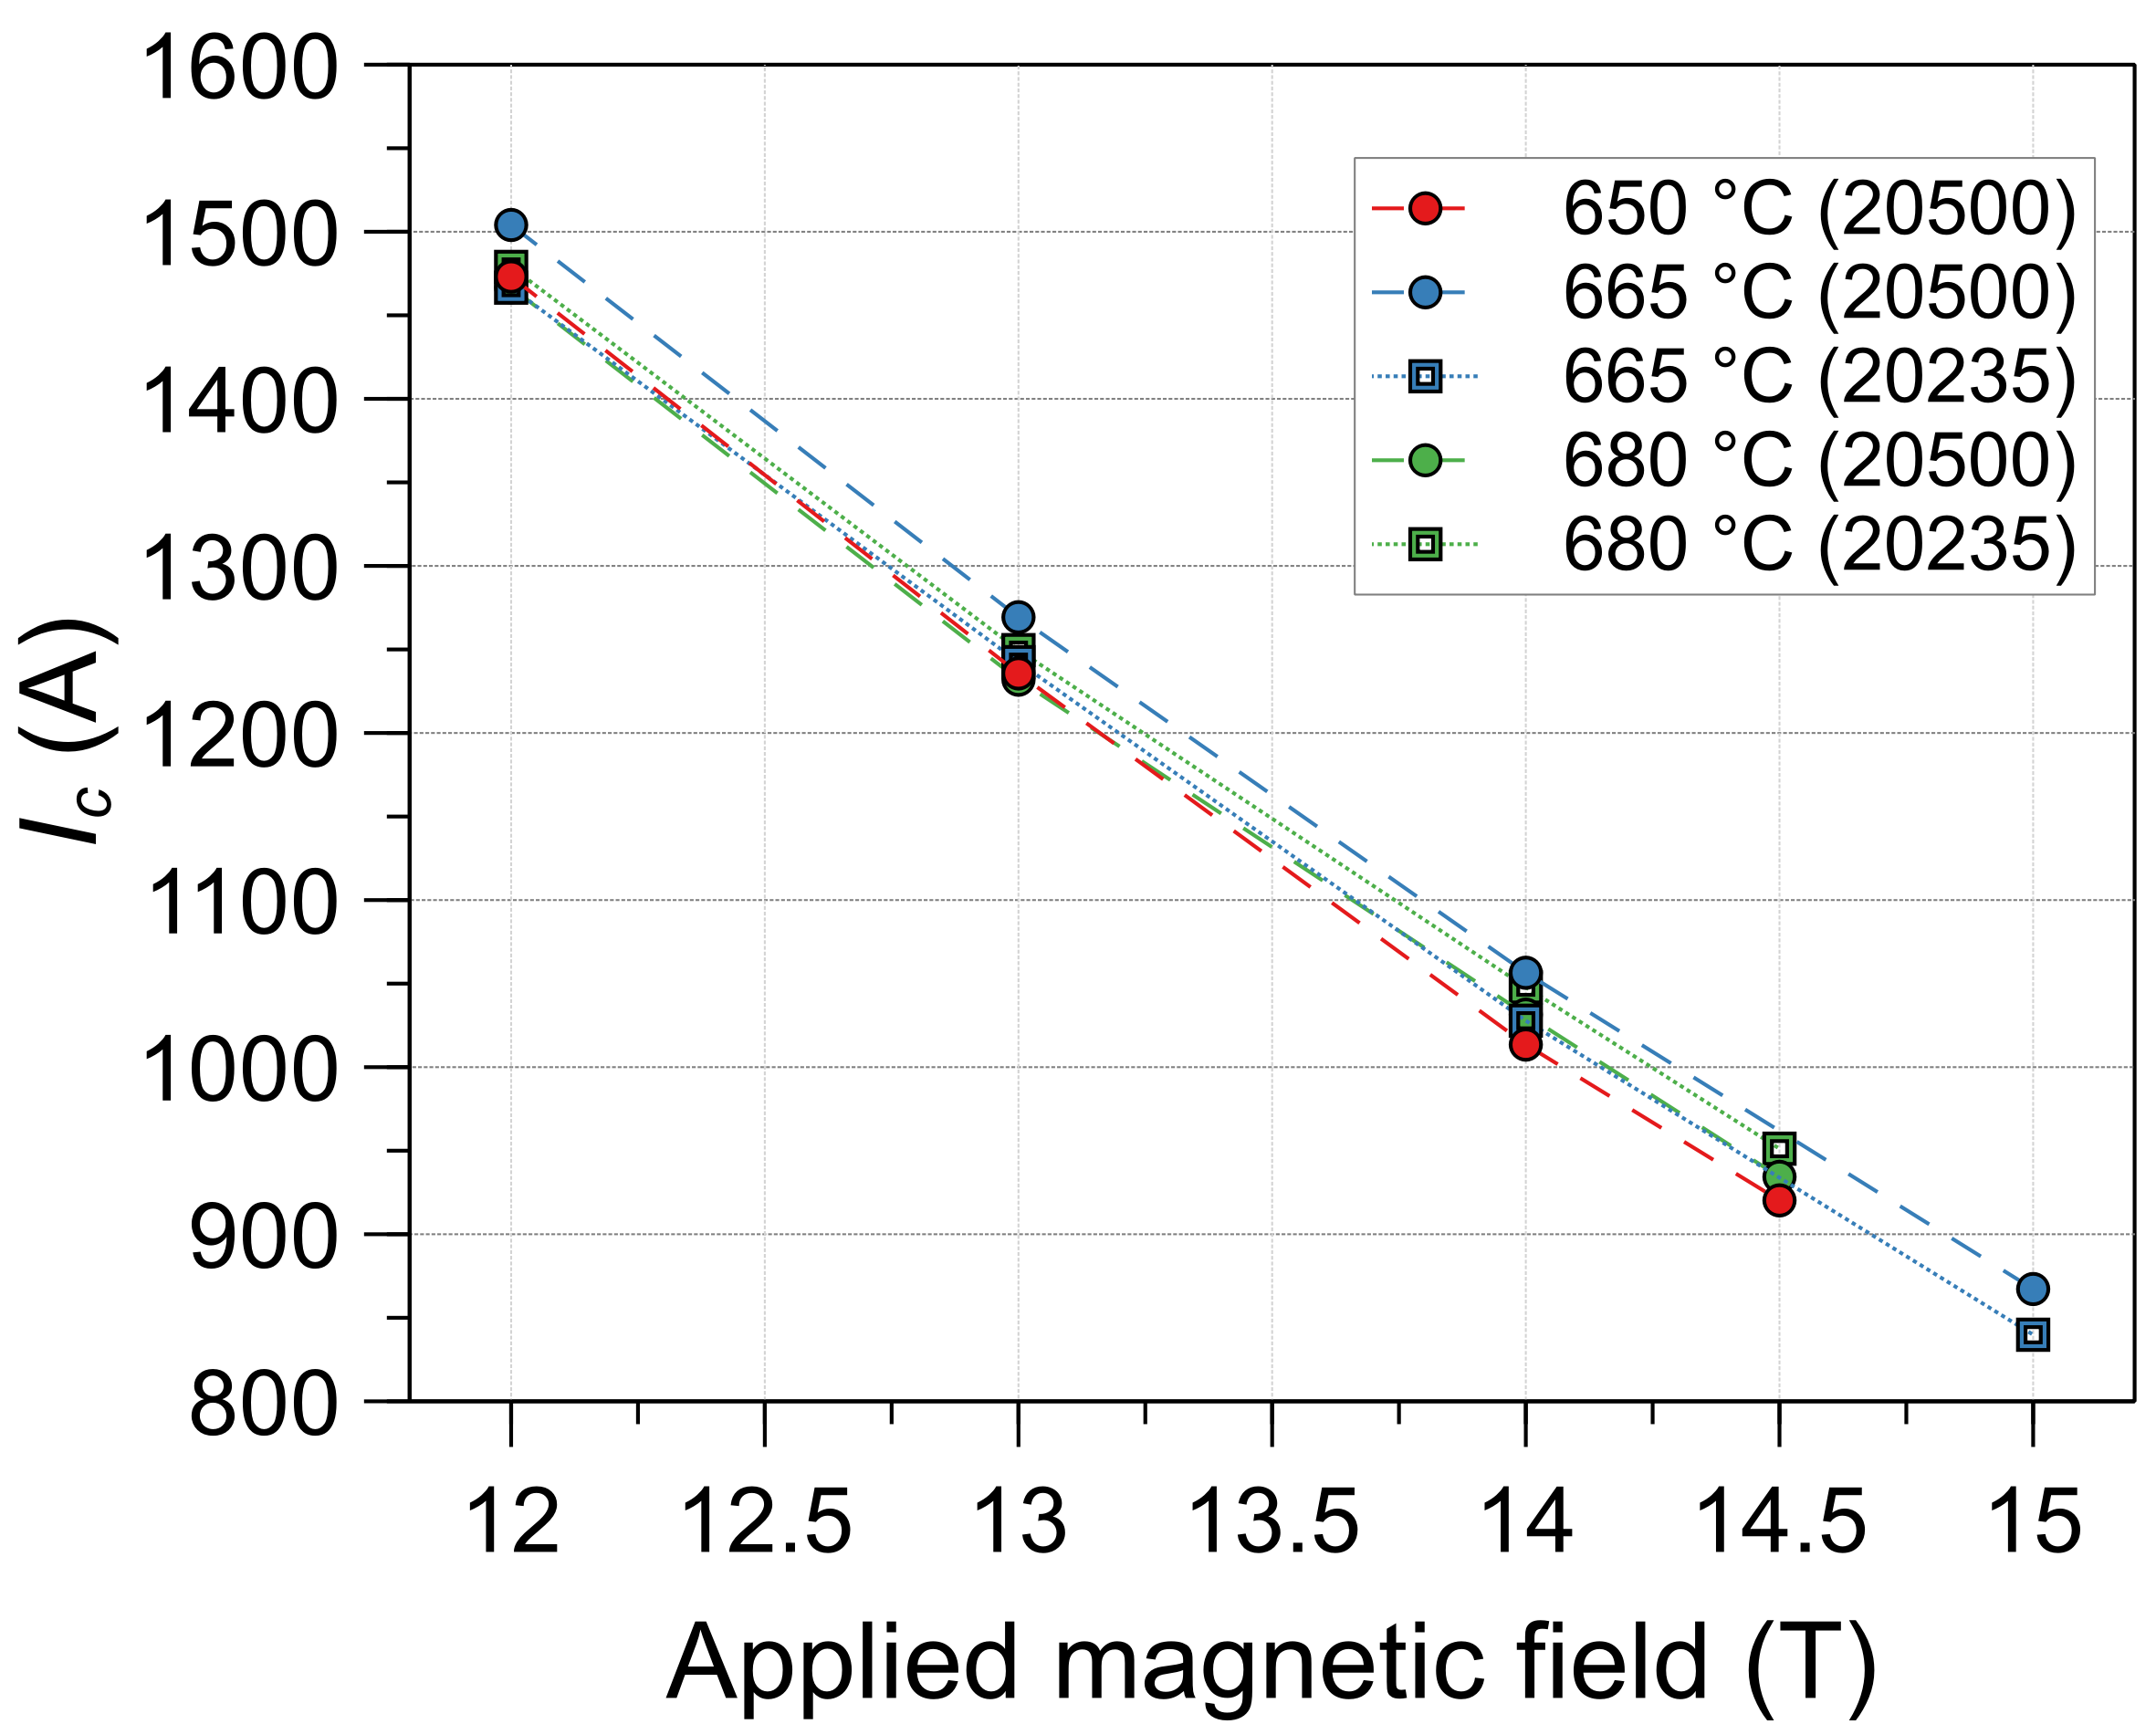 1600
1500
1400
1300
1200
1100
1000
900
800
I_c (A)
650 °C (20500)
665 °C (20500)
665 °C (20235)
680 °C (20500)
680 °C (20235)
12 12.5 13 13.5 14 14.5 15
Applied magnetic field (T)